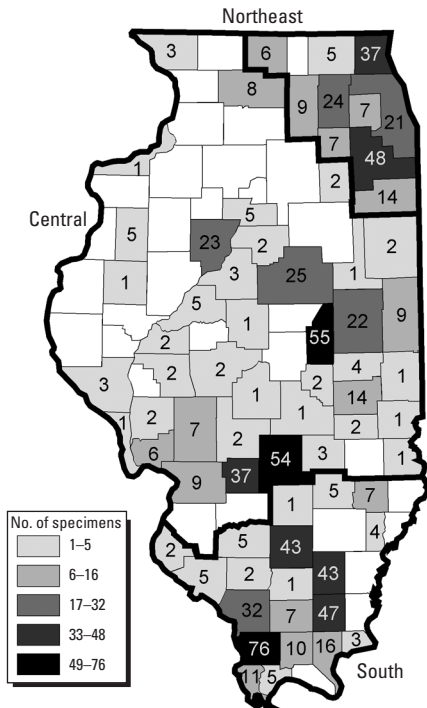 Northeast
3 6 5 37
8 9 24 7 21
7 48
1 2 14
Central
5 5 2
23 2
1 3 25 1
5 1 22 9
2 55
3 2 2 2 4 1
1 14
1 2 7 2 1 2 1
6 54 3 1
9 37
5 7
1
No. of specimens
1–5
6–16
17–32
33–48
49–76
2 5 43 4
5 2 1 43
32 7 47
76 10 16 3
11 5
South